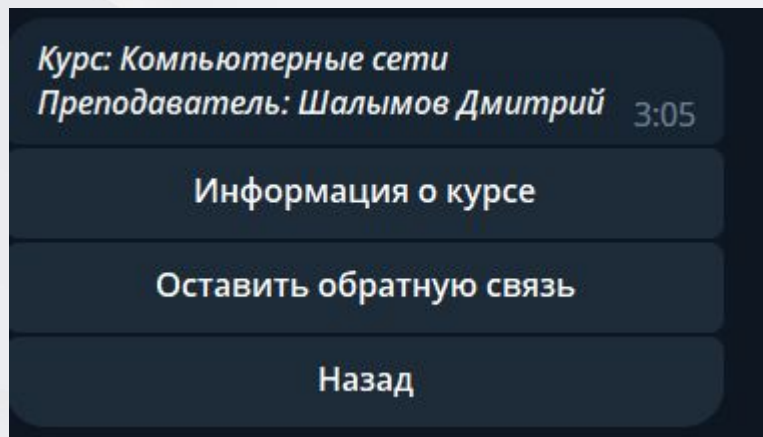 Курс: Компьютерные сети
Преподаватель: Шалымов Дмитрий 3:05
Информация о курсе
Оставить обратную связь
Назад